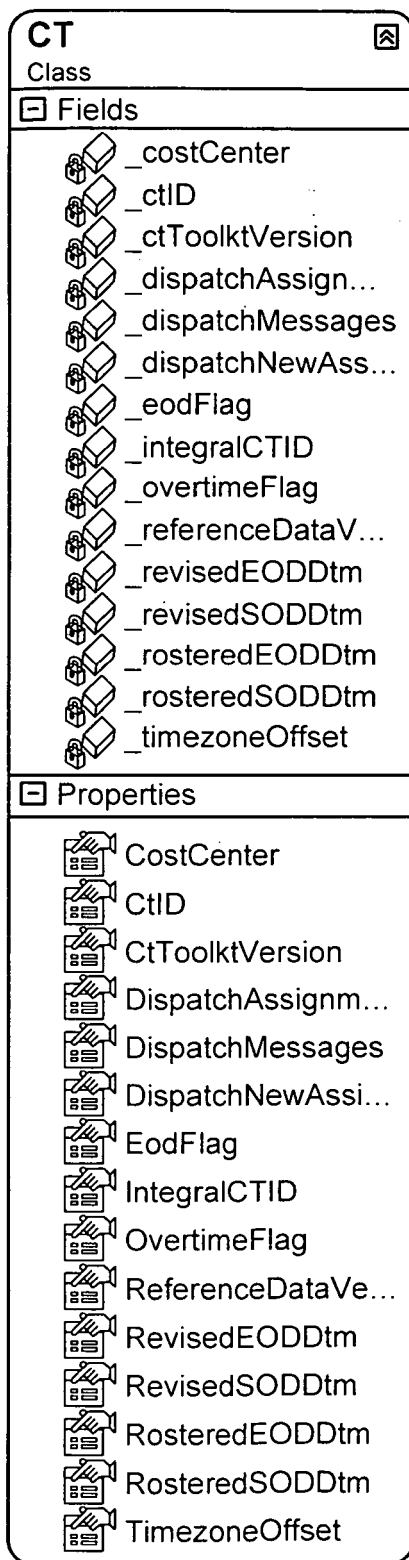 CT
Class
Fields
_costCenter
_ctID
_ctToolktVersion
_dispatchAssign...
_dispatchMessages
_dispatchNewAss...
_eodFlag
_integralCTID
_overtimeFlag
_referenceDataV...
_revisedEODDtm
_revisedSODDtm
_rosteredEODDtm
_rosteredSODDtm
_timezoneOffset
Properties
CostCenter
CtID
CtToolktVersion
DispatchAssignm...
DispatchMessages
DispatchNewAssi...
EodFlag
IntegralCTID
OvertimeFlag
ReferenceDataVe...
RevisedEODDtm
RevisedSODDtm
RosteredEODDtm
RosteredSODDtm
TimezoneOffset